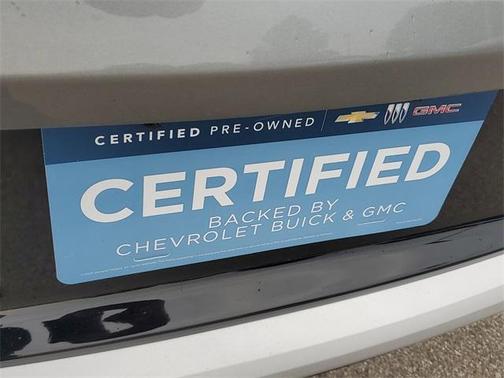 CERTIFIED PRE-OWNED GMC
CERTIFIED
BACKED BY
CHEVROLET BUICK & GMC